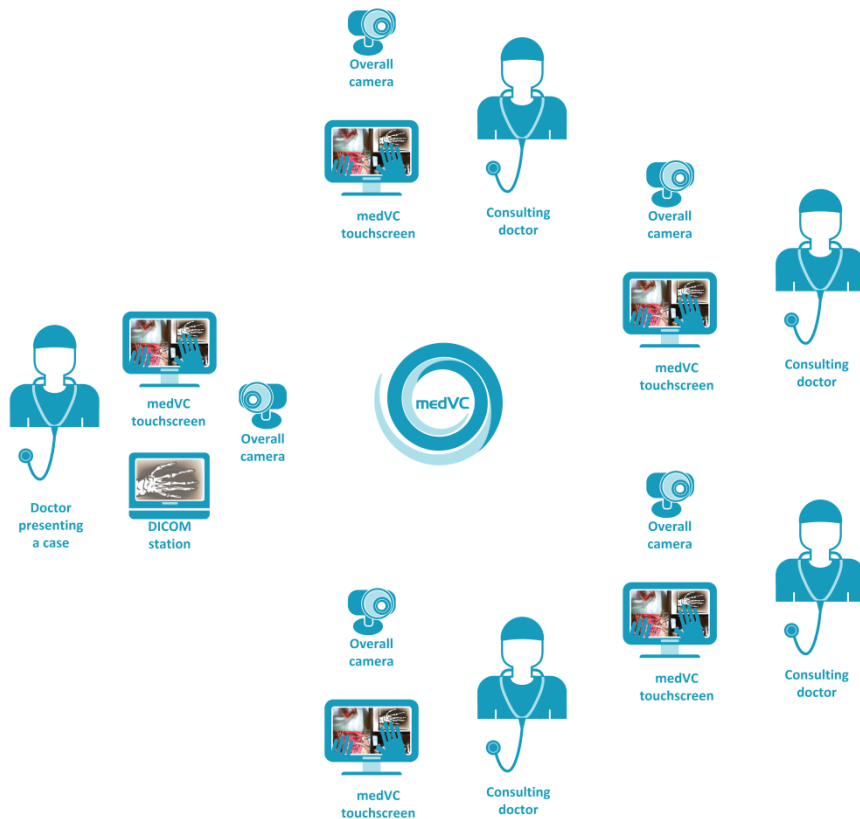 Overall
camera
medVC
touchscreen
Consulting
doctor
Overall
camera
medVC
touchscreen
Consulting
doctor
medVC
touchscreen
Overall
camera
Doctor
presenting
a case
DICOM
station
medVC
Overall
camera
medVC
touchscreen
Consulting
doctor
Overall
camera
medVC
touchscreen
Consulting
doctor